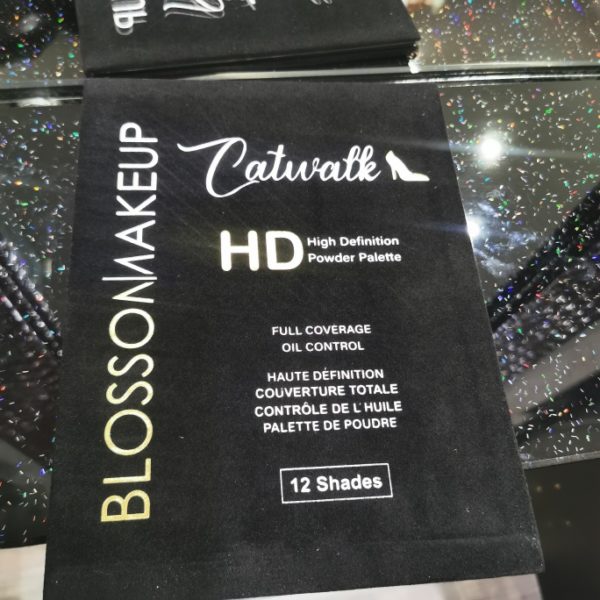 BLOSSOMMAKEUP
Catwalk
HD High Definition
Powder Palette
FULL COVERAGE
OIL CONTROL
HAUTE DÉFINITION
COUVERTURE TOTALE
CONTRÔLE DE L'HUILE
PALETTE DE POUDRE
12 Shades